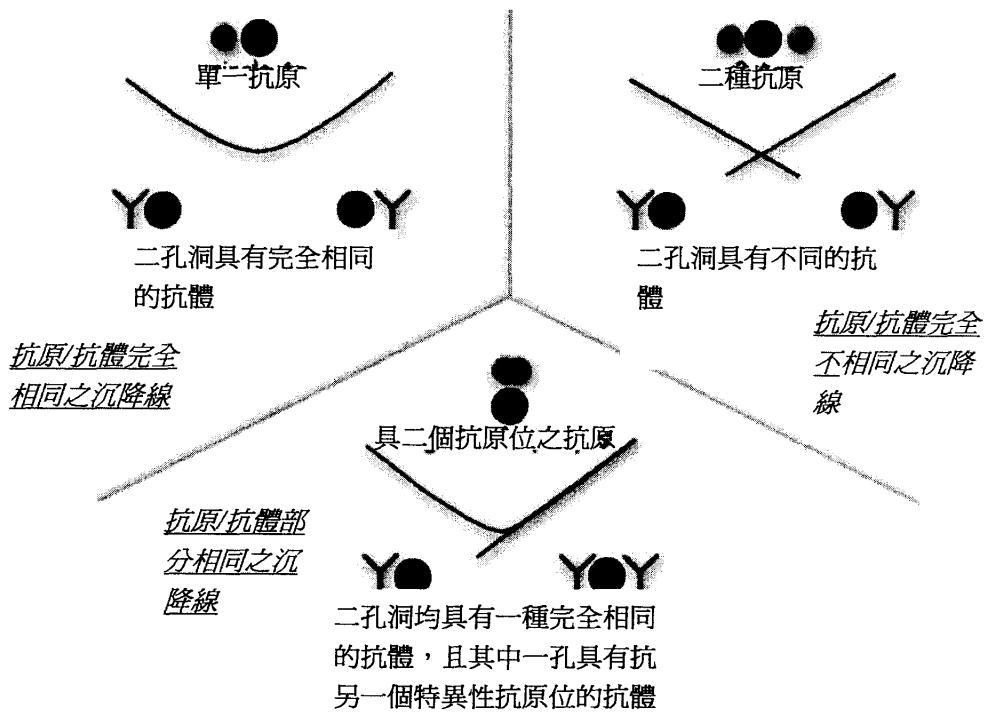 單一抗原
二孔洞具有完全相同
的抗體
抗原/抗體完全
相同之沉降線
二種抗原
二孔洞具有不同的抗
體
抗原/抗體完全
不相同之沉降
線
具二個抗原位之抗原
抗原/抗體部
分相同之沉
降線
二孔洞均具有一種完全相同
的抗體，且其中一孔具有抗
另一個特異性抗原位的抗體